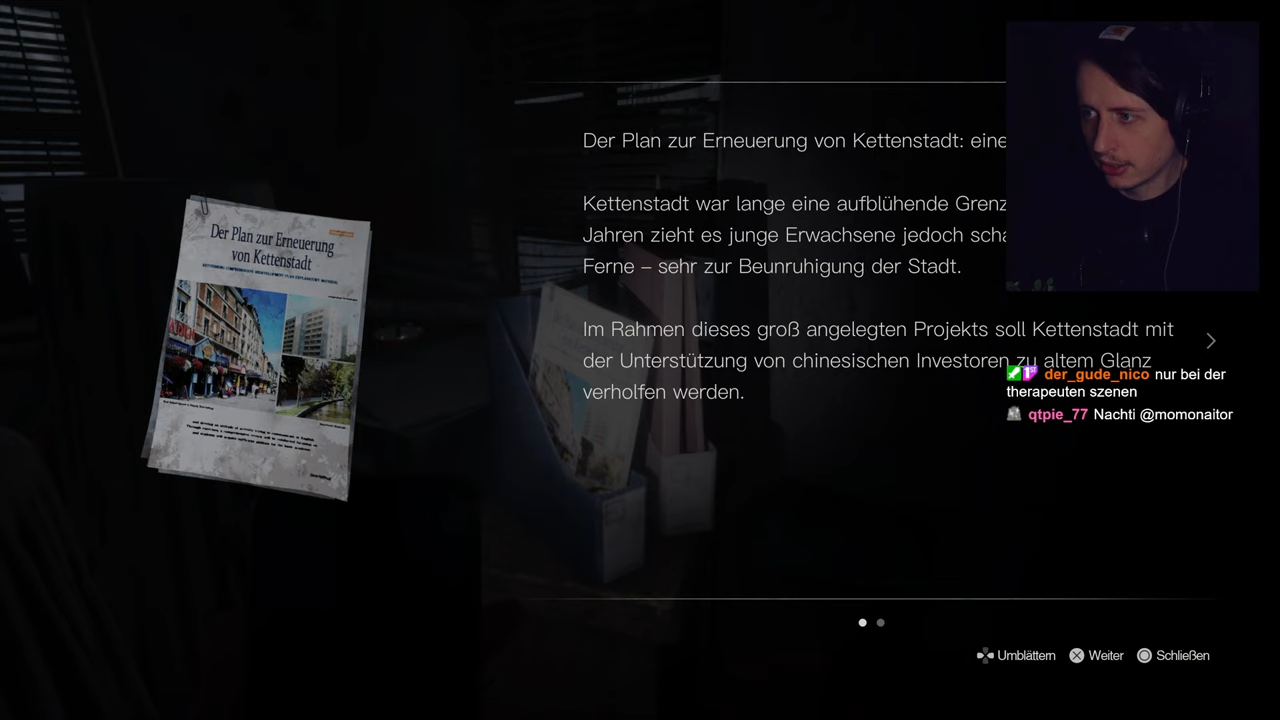 Der Plan zur Erneuerung von Kettenstadt: eine
Kettenstadt war lange eine aufblühende Grenz
Jahren zieht es junge Erwachsene jedoch scha
Ferne – sehr zur Beunruhigung der Stadt.
Im Rahmen dieses groß angelegten Projekts soll Kettenstadt mit
der Unterstützung von chinesischen Investoren zu altem Glanz
verholfen werden.
Der Plan zur Erneuerung
von Kettenstadt
der_gude_nico nur bei der
therapeuten szenen
qtpie_77 Nachti @momonaitor
Umblättern Weiter Schließen